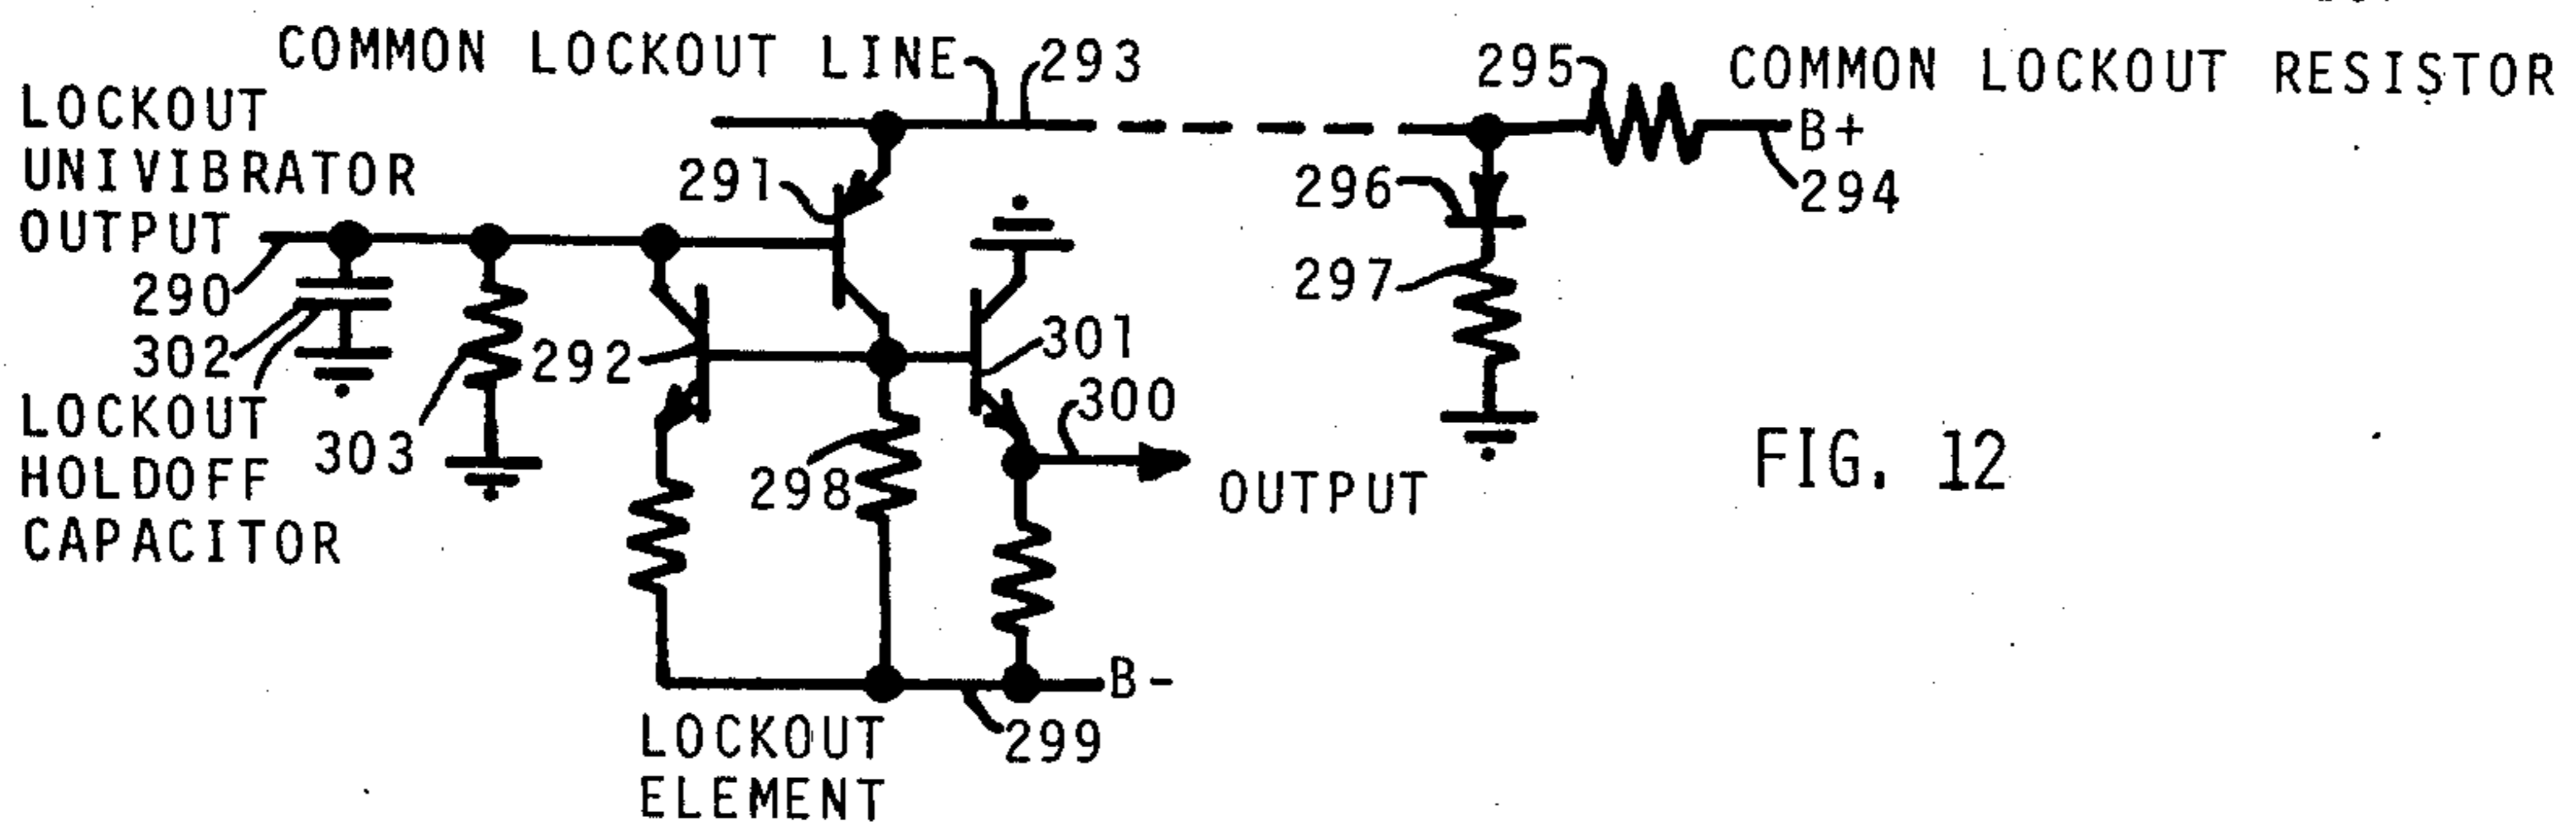 COMMON LOCKOUT LINE
293
295
COMMON LOCKOUT RESISTOR
LOCKOUT
UNIVIBRATOR
OUTPUT
B+
294
291
296
290
297
302
292
301
300
303
298
LOCKOUT
HOLDOFF
CAPACITOR
OUTPUT
FIG. 12
B-
299
LOCKOUT
ELEMENT